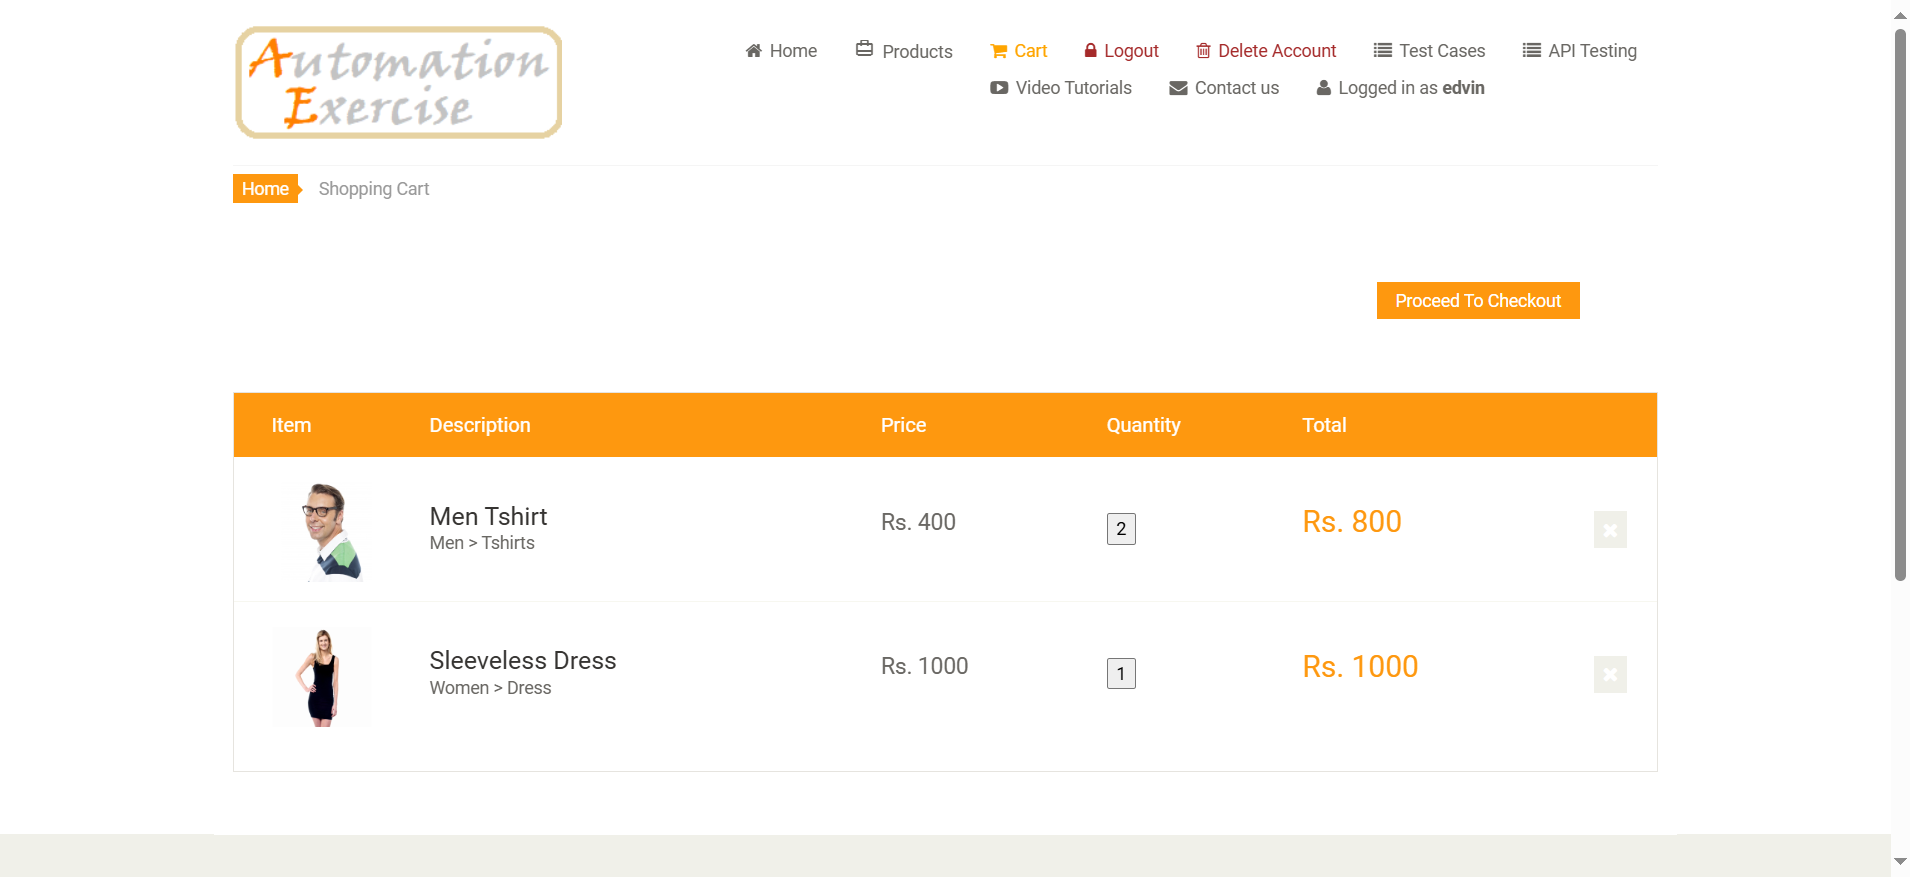 Automation
Exercise
Home Products Cart Logout Delete Account Test Cases API Testing
Video Tutorials Contact us Logged in as edvin
Home Shopping Cart
Proceed To Checkout
Item Description Price Quantity Total
Men Tshirt Rs. 400 2 Rs. 800
Men > Tshirts
Sleeveless Dress Rs. 1000 1 Rs. 1000
Women > Dress